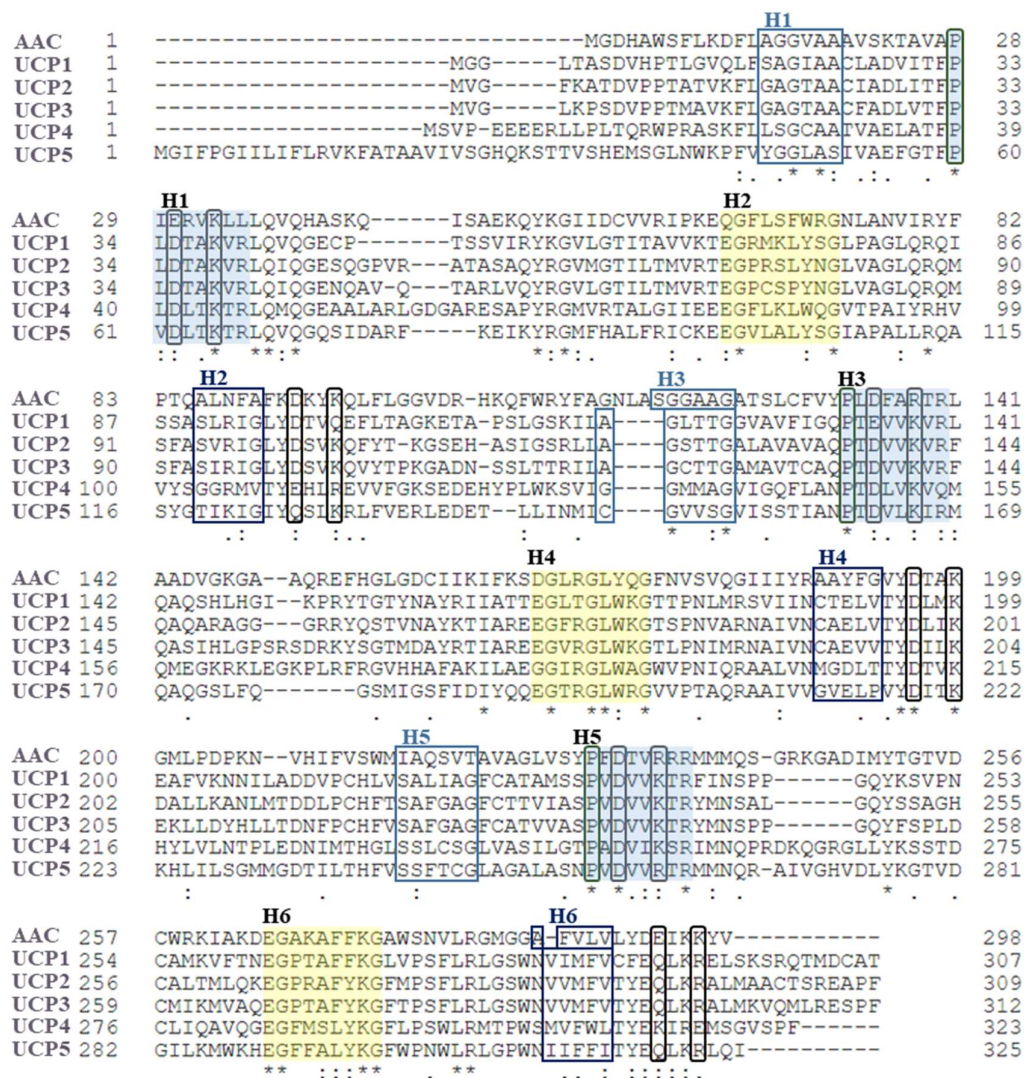 H1
AAC 1 --------------------------------MGDHAWSFLKDFLAGGVAAAVSKTAVAP 28
UCP1 1 ----------------------MGG-----LTASDVHPTLGVQLFSAGIAACLADVITFP 33
UCP2 1 ----------------------MVG-----FKATDVPPTATVKFLGAGTAACIADLITFP 33
UCP3 1 ----------------------MVG-----LKPSDVPPTMAVKFLGAGTAACFADLVTFP 33
UCP4 1 --------------------MSVP-EEEERLLPLTQRWPRASKFLLSGCAATVAELATFP 39
UCP5 1 MGIFPGIILIFLRVKFATAAVIVSGHQKSTTVSHEMSGLNWKPFVYGGLASIVAEFGTFP 60
:. * *: .: . *
H1 H2
AAC 29 IERVKLLLQVQHASKQ------ISAEKQYKGIIDCVVRIPKEQGFLSFWRGNLANVIRYF 82
UCP1 34 LDTAKVRLQVQGECP-------TSSVIRYKGVLGTITAVVKTEGRMKLYSGLPAGLQRQI 86
UCP2 34 LDTAKVRLQIQGESQGPVR---ATASAQYRGVMGTILTMVRTEGPRSLYNGLVAGLQRQM 90
UCP3 34 LDTAKVRLQIQGENQAV-Q---TARLVQYRGVLGTILTMVRTEGPCSPYNGLVAGLQRQM 89
UCP4 40 LDLTKTRLQMQGEAALARLGDGARESAPYRGMVRTALGIIEEEGFLKLWQGVTPAIYRHV 99
UCP5 61 VDLTKTRLQVQGQSIDARF----KEIKYRGMFHALFRICKEEGVLALYSGIAPALLRQA 115
:: .* **:* *:*:. :* : * : *
H2 H3 H3
AAC 83 PTQALNFAFKDKYKQLFLGGVDR-HKQFWRYFAGNLASGGAAGATSLCFVYPLDFARTRL 141
UCP1 87 SSASLRIGLYDTVQEFLTAGKETA-PSLGSKILA----GLTTGGVAVFIGQPTEVVKVRL 141
UCP2 91 SFASVRIGLYDSVKQFYT-KGSEH-ASIGSRLLA----GSTTGALAVAVAQPTDVVKVRF 144
UCP3 90 SFASIRIGLYDSVKQVYTPKGADN-SSLTTRILA----GCTTGAMAVTCAQPTDVVKVRF 144
UCP4 100 VYSGGRMVTYEHLREVVFGKSEDEHYPLWKSVIG----GMMAGVIGQFLANPTDLVKVQM 155
UCP5 116 SYGTIKIGIYQSLKRLFVERLEDET--LLINMIC----GVVSGVISSTIANPTDVLKIRM 169
.: : :. : * * . * : : ::
H4 H4
AAC 142 AADVGKGA--AQREFHGLGDCIIKIFKSDGLRGLYQGFNVSVQGIIIYRAAYFGVYDTAK 199
UCP1 142 QAQSHLHGI--KPRYTGTYNAYRIIATTEGLTGLWKGTTPNLMRSVIINCTELVTYDLMK 199
UCP2 145 QAQARAGG---GRRYQSTVNAYKTIAREEGFRGLWKGTSPNVARNAIVNCAELVTYDLIK 201
UCP3 145 QASIHLGPSRSDRKYSGTMDAYRTIAREEGVRGLWKGTLPNIMRNAIVNCAEVVTYDIIK 204
UCP4 156 QMEGKRKLEGKPLRFRGVHHAFAKILAEGGIRGLWAGWVPNIQRAALVNMGDLTTYDTVK 215
UCP5 170 QAQGSLFQ-------GSMIGSFIDIYQQEGTRGLWRGVVPTAQRAAIVVGVELPVYDITK 222
. . . * * **: * . : .** *
H5 H5
AAC 200 GMLPDPKN--VHIFVSWMIAQSVTAVAGLVSYPFDTVRRRMMMQS-GRKGADIMYTGTVD 256
UCP1 200 EAFVKNNILADDVPCHLVSALIAGFCATAMSSPVDVVKTRFINSPP------GQYKSVPN 253
UCP2 202 DALLKANLMTDDLPCHFTSAFGAGFCTTVIASPVDVVKTRYMNSAL------GQYSSAGH 255
UCP3 205 EKLLDYHLLTDNFPCHFVSAFGAGFCATVVASPVDVVKTRYMNSPP------GQYFSPLD 258
UCP4 216 HYLVLNTPLEDNIMTHGLSSLCSGLVASILGTPADVIKSRIMNQPRDKQGRGLLYKSSTD 275
UCP5 223 KHLILSGMMGDTILTHFVSSFTCGLAGALASNPVDVVRTRMMNQR-AIVGHVDLYKGTVD 281
: . : : . * * :: * . * .
H6 H6
AAC 257 CWRKIAKDEGAKAFFKGAWSNVLRGMGGA-FVLVLYDEIKKYV----------- 298
UCP1 254 CAMKVFTNEGPTAFFKGLVPSFLRLGSWNVIMFVCFEQLKRELSKSRQTMDCAT 307
UCP2 256 CALTMLQKEGPRAFYKGFMPSFLRLGSWNVVMFVTYEQLKRALMAACTSREAPF 309
UCP3 259 CMIKMVAQEGPTAFYKGFTPSFLRLGSWNVVMFVTYEQLKRALMKVQMLRESPF 312
UCP4 276 CLIQAVQGEGFMSLYKGFLPSWLRMTPWSMVFWLTYEKIREMSGVSPF------ 323
UCP5 282 GILKMWKHEGFFALYKGFWPNWLRLGPWNIIFFITYEQLKRLQI---------- 325
** ::** . ** . .: :::::.